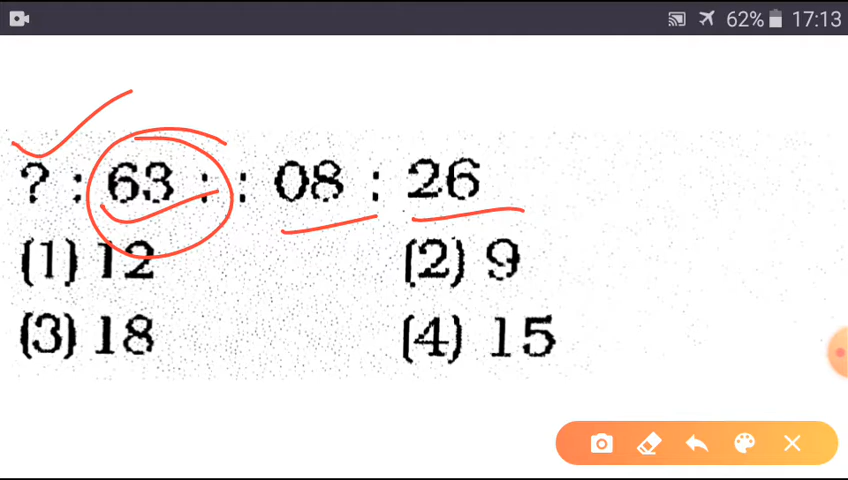 62% 17:13
? : 63 : : 08 : 26
(1) 12 (2) 9
(3) 18 (4) 15